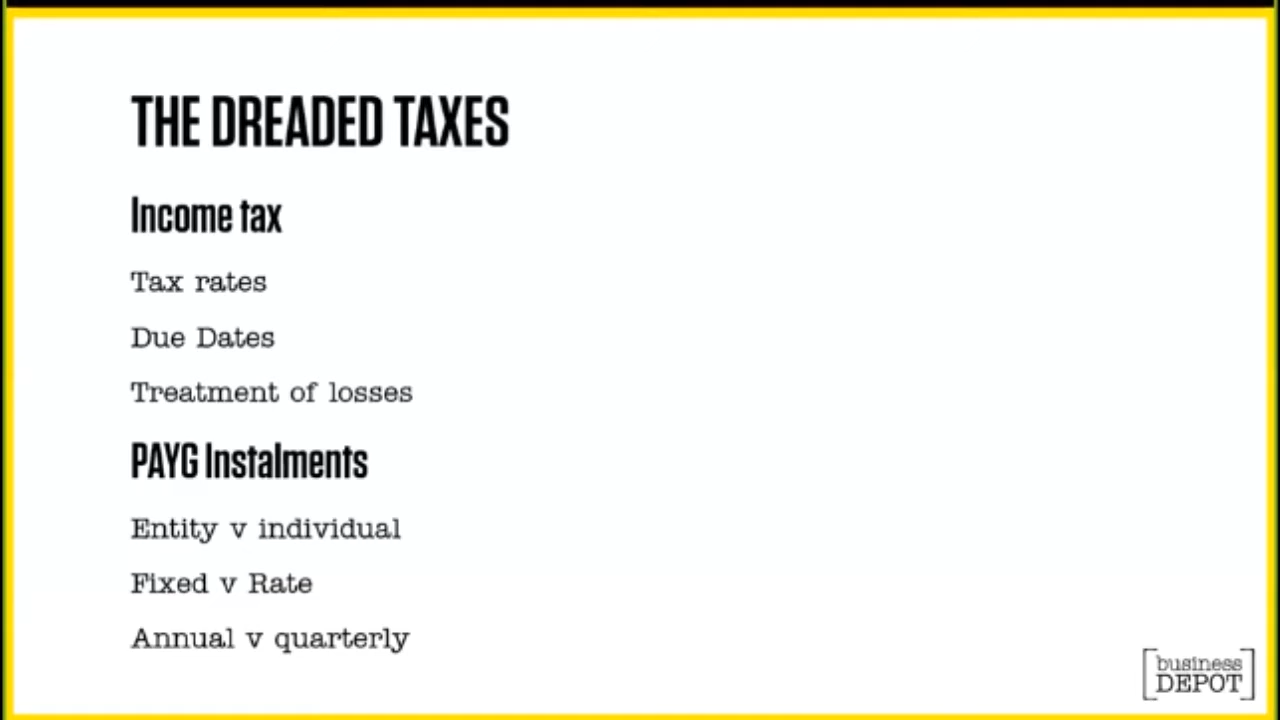 THE DREADED TAXES
Income tax
Tax rates
Due Dates
Treatment of losses
PAYG Instalments
Entity v individual
Fixed v Rate
Annual v quarterly
[business
DEPOT]